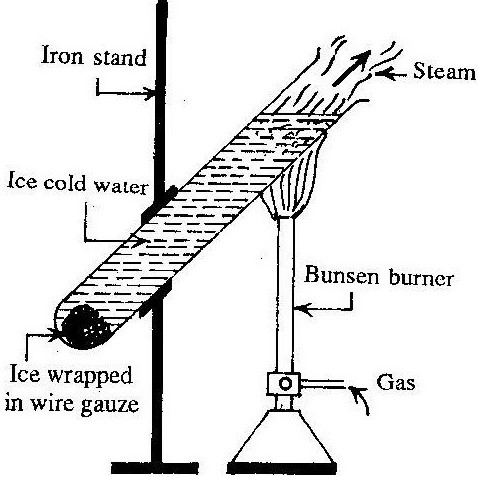 Iron stand
Steam
Ice cold water
Bunsen burner
Ice wrapped
in wire gauze
Gas